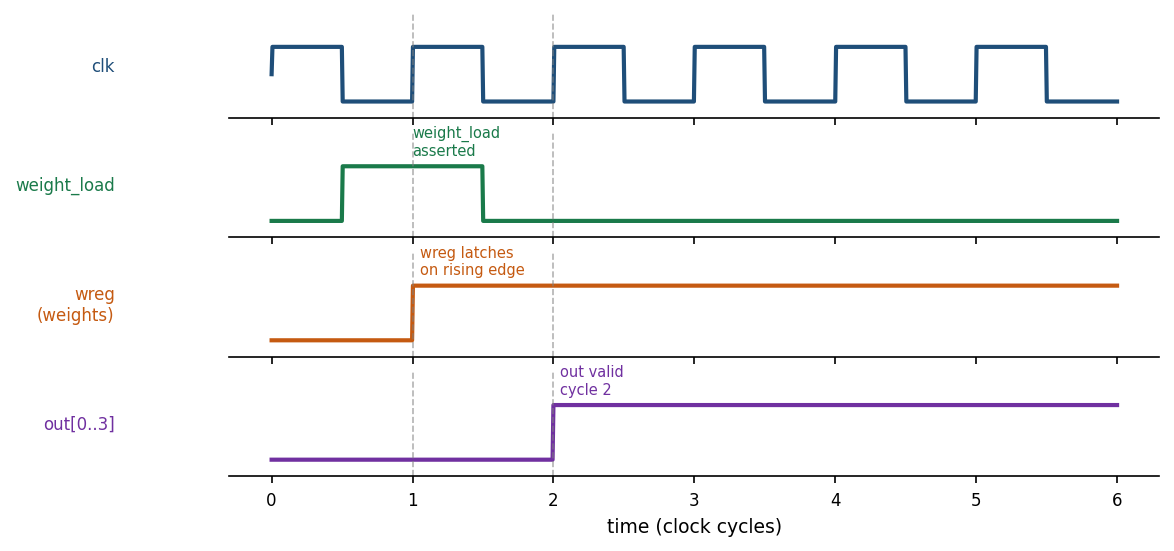 clk
weight_load
asserted
weight_load
wreg latches
on rising edge
wreg
(weights)
out valid
cycle 2
out[0..3]
0 1 2 3 4 5 6
time (clock cycles)